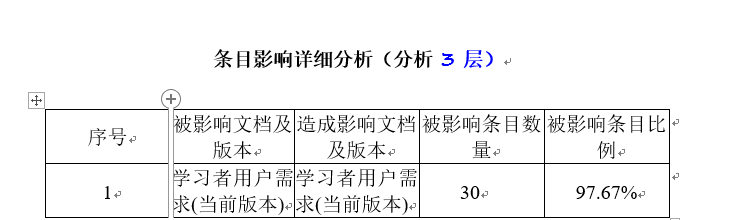 条目影响详细分析（分析 3 层）
序号
被影响文档及
版本
造成影响文档
及版本
被影响条目数
量
被影响条目比
例
1
学习者用户需
求(当前版本)
学习者用户需
求(当前版本)
30
97.67%